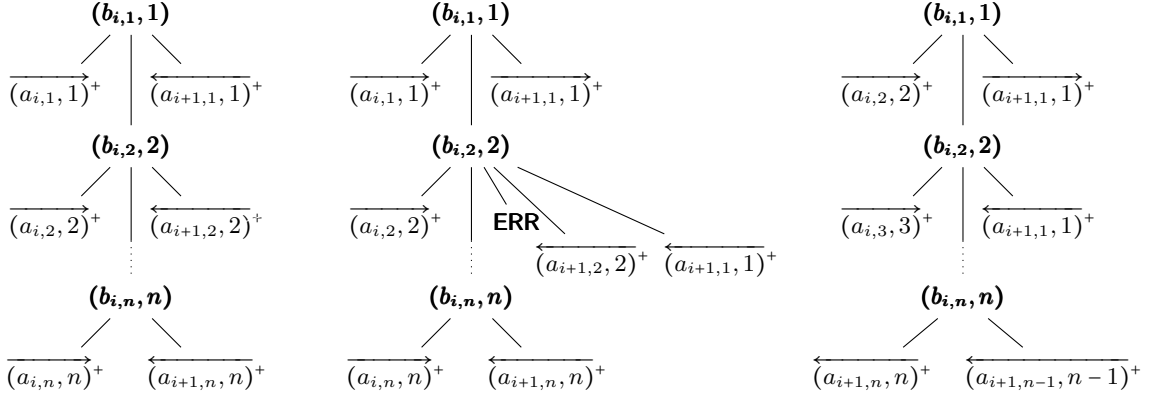 (b_{i,1}, 1) (b_{i,1}, 1) (b_{i,1}, 1)
(a_{i,1}, 1)^+ (a_{i+1,1}, 1)^+ (a_{i,1}, 1)^+ (a_{i+1,1}, 1)^+ (a_{i,2}, 2)^+ (a_{i+1,1}, 1)^+
(b_{i,2}, 2) (b_{i,2}, 2) (b_{i,2}, 2)
(a_{i,2}, 2)^+ (a_{i+1,2}, 2)^+ (a_{i,2}, 2)^+ ERR (a_{i,3}, 3)^+ (a_{i+1,1}, 1)^+
(a_{i+1,2}, 2)^+ (a_{i+1,1}, 1)^+
(b_{i,n}, n) (b_{i,n}, n) (b_{i,n}, n)
(a_{i,n}, n)^+ (a_{i+1,n}, n)^+ (a_{i,n}, n)^+ (a_{i+1,n}, n)^+ (a_{i+1,n}, n)^+ (a_{i+1,n-1}, n-1)^+